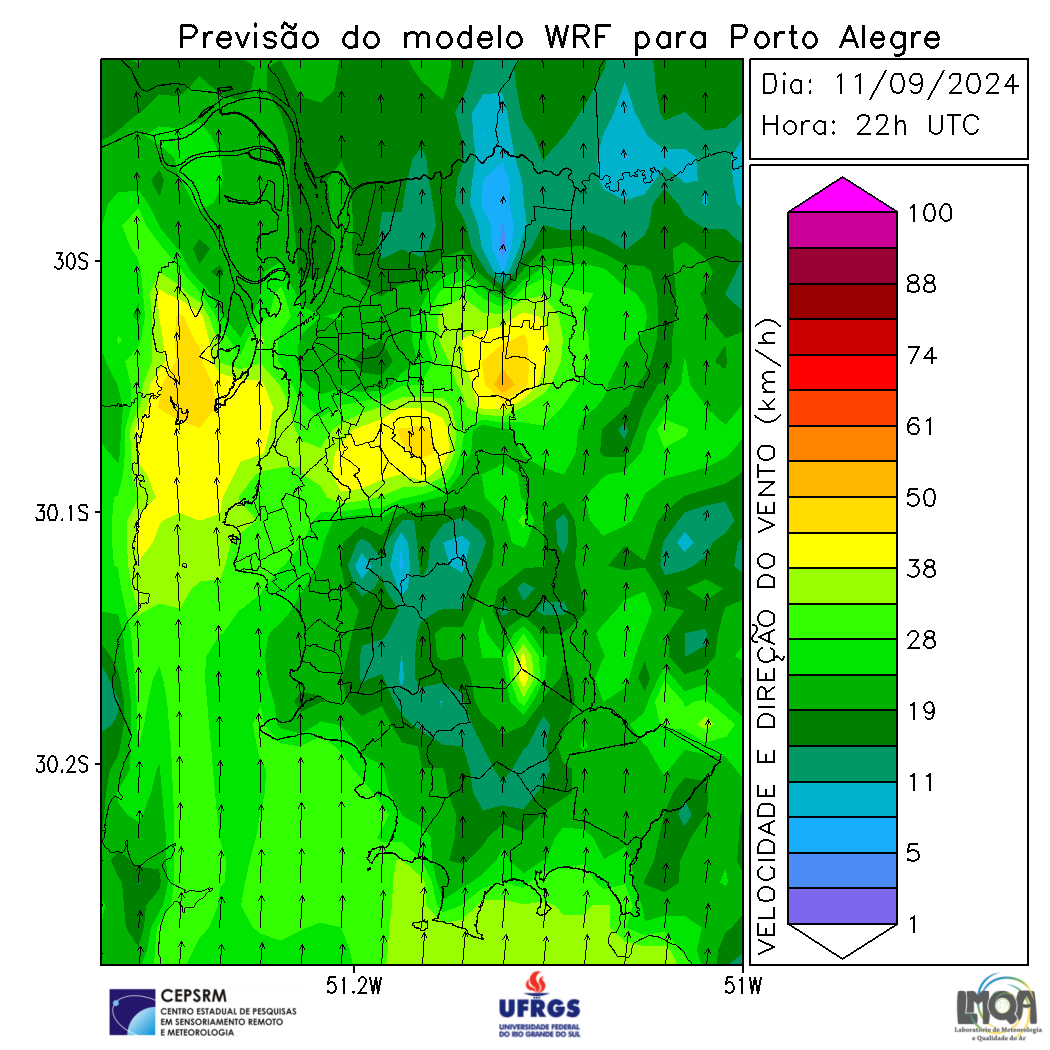 Previsão do modelo WRF para Porto Alegre
Dia: 11/09/2024
Hora: 22h UTC
30S
30.1S
30.2S
51.2W
51W
VELOCIDADE E DIREÇÃO DO VENTO (km/h)
100
88
74
61
50
38
28
19
11
5
1
CEPSRM
CENTRO ESTADUAL DE PESQUISAS
EM SENSORIAMENTO REMOTO
E METEOROLOGIA
UFRGS
UNIVERSIDADE FEDERAL
DO RIO GRANDE DO SUL
LMQA
Laboratório de Meteorologia
e Qualidade do Ar